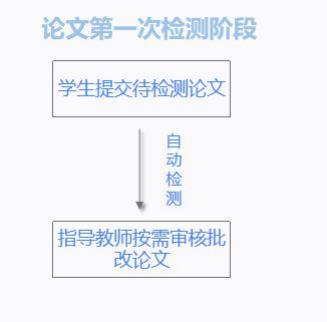 论文第一次检测阶段
学生提交待检测论文
自动检测
指导教师按需审核批
改论文